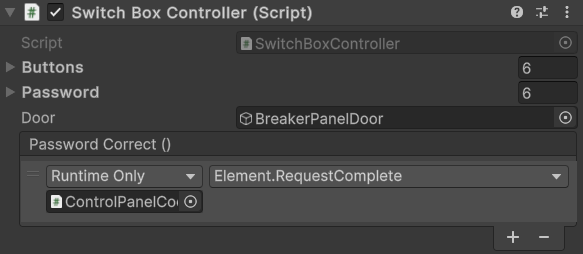 Switch Box Controller (Script)
Script SwitchBoxController
Buttons 6
Password 6
Door BreakerPanelDoor
Password Correct ()
Runtime Only Element.RequestComplete
ControlPanelCo